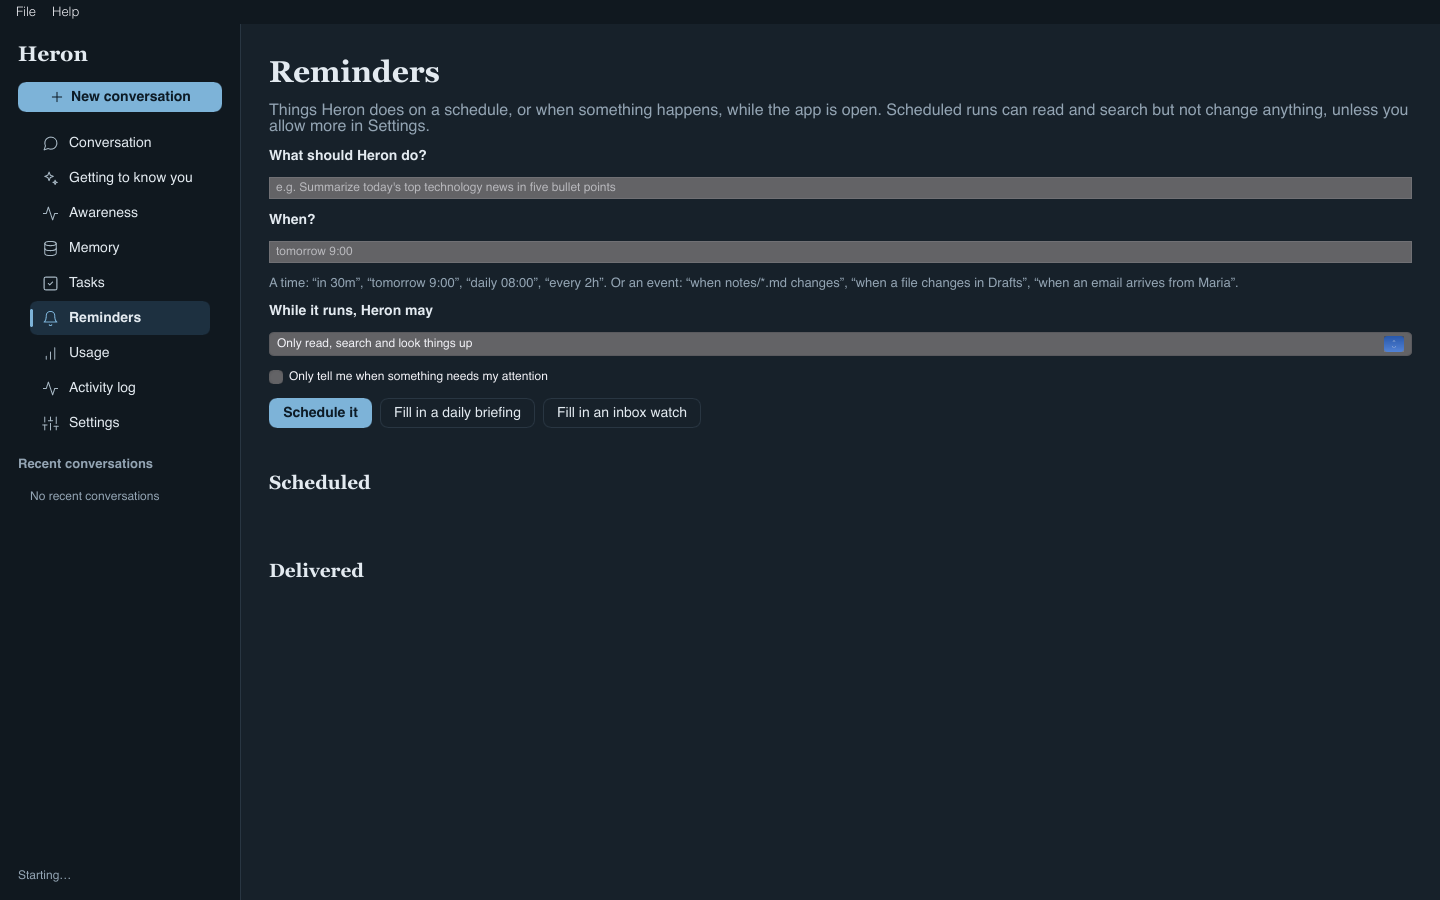 File Help
Heron
New conversation
Conversation
Getting to know you
Awareness
Memory
Tasks
Reminders
Usage
Activity log
Settings
Recent conversations
No recent conversations
Starting…
Reminders
Things Heron does on a schedule, or when something happens, while the app is open. Scheduled runs can read and search but not change anything, unless you
allow more in Settings.
What should Heron do?
e.g. Summarize today's top technology news in five bullet points
When?
tomorrow 9:00
A time: “in 30m”, “tomorrow 9:00”, “daily 08:00”, “every 2h”. Or an event: “when notes/*.md changes”, “when a file changes in Drafts”, “when an email arrives from Maria”.
While it runs, Heron may
Only read, search and look things up
Only tell me when something needs my attention
Schedule it
Fill in a daily briefing
Fill in an inbox watch
Scheduled
Delivered